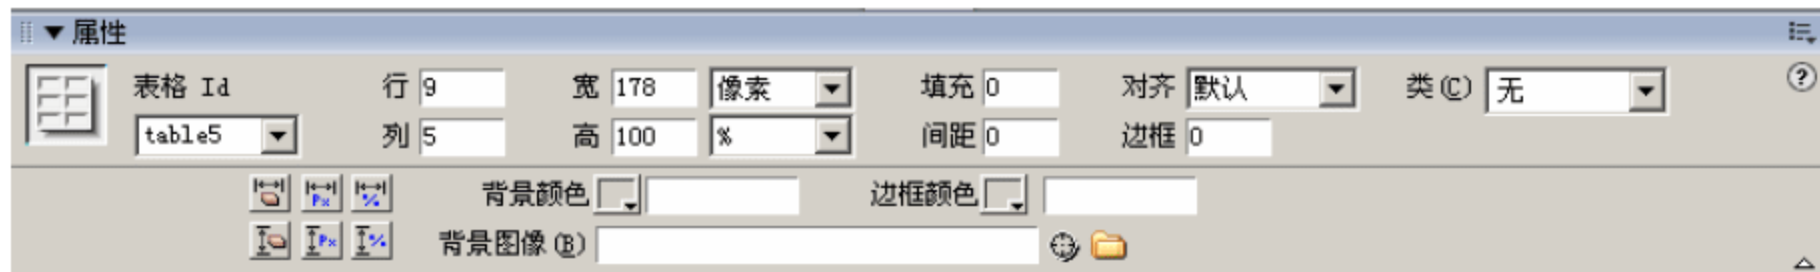 属性
表格 Id 行 9 宽 178 像素 填充 0 对齐 默认 类(C) 无
table5 列 5 高 100 % 间距 0 边框 0
Px % 背景颜色 边框颜色
Px % 背景图像(B)